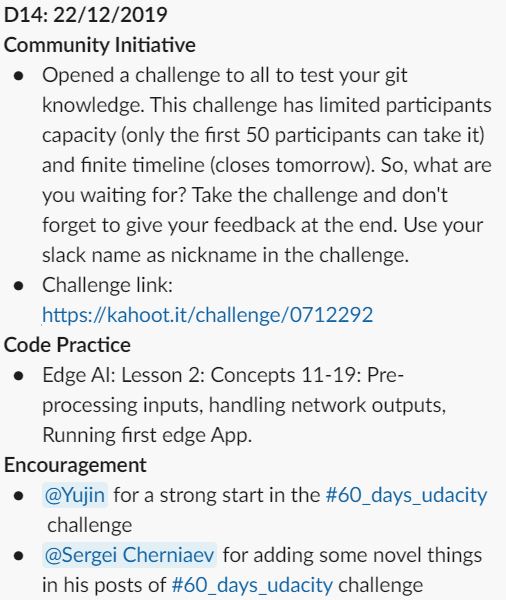 D14: 22/12/2019
Community Initiative
● Opened a challenge to all to test your git
knowledge. This challenge has limited participants
capacity (only the first 50 participants can take it)
and finite timeline (closes tomorrow). So, what are
you waiting for? Take the challenge and don't
forget to give your feedback at the end. Use your
slack name as nickname in the challenge.
● Challenge link:
https://kahoot.it/challenge/0712292
Code Practice
● Edge AI: Lesson 2: Concepts 11-19: Pre-
processing inputs, handling network outputs,
Running first edge App.
Encouragement
● @Yujin for a strong start in the #60_days_udacity
challenge
● @Sergei Cherniaev for adding some novel things
in his posts of #60_days_udacity challenge